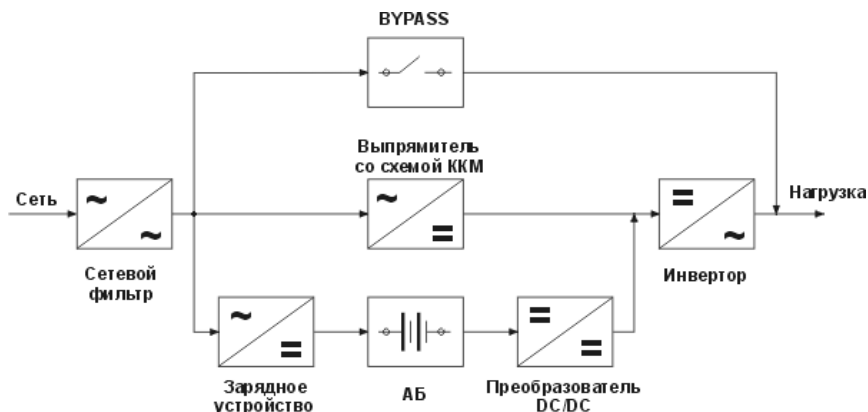 BYPASS
Выпрямитель
со схемой ККМ
Сеть
Нагрузка
Сетевой
фильтр
Инвертор
Зарядное
устройство
АБ
Преобразователь
DC/DC